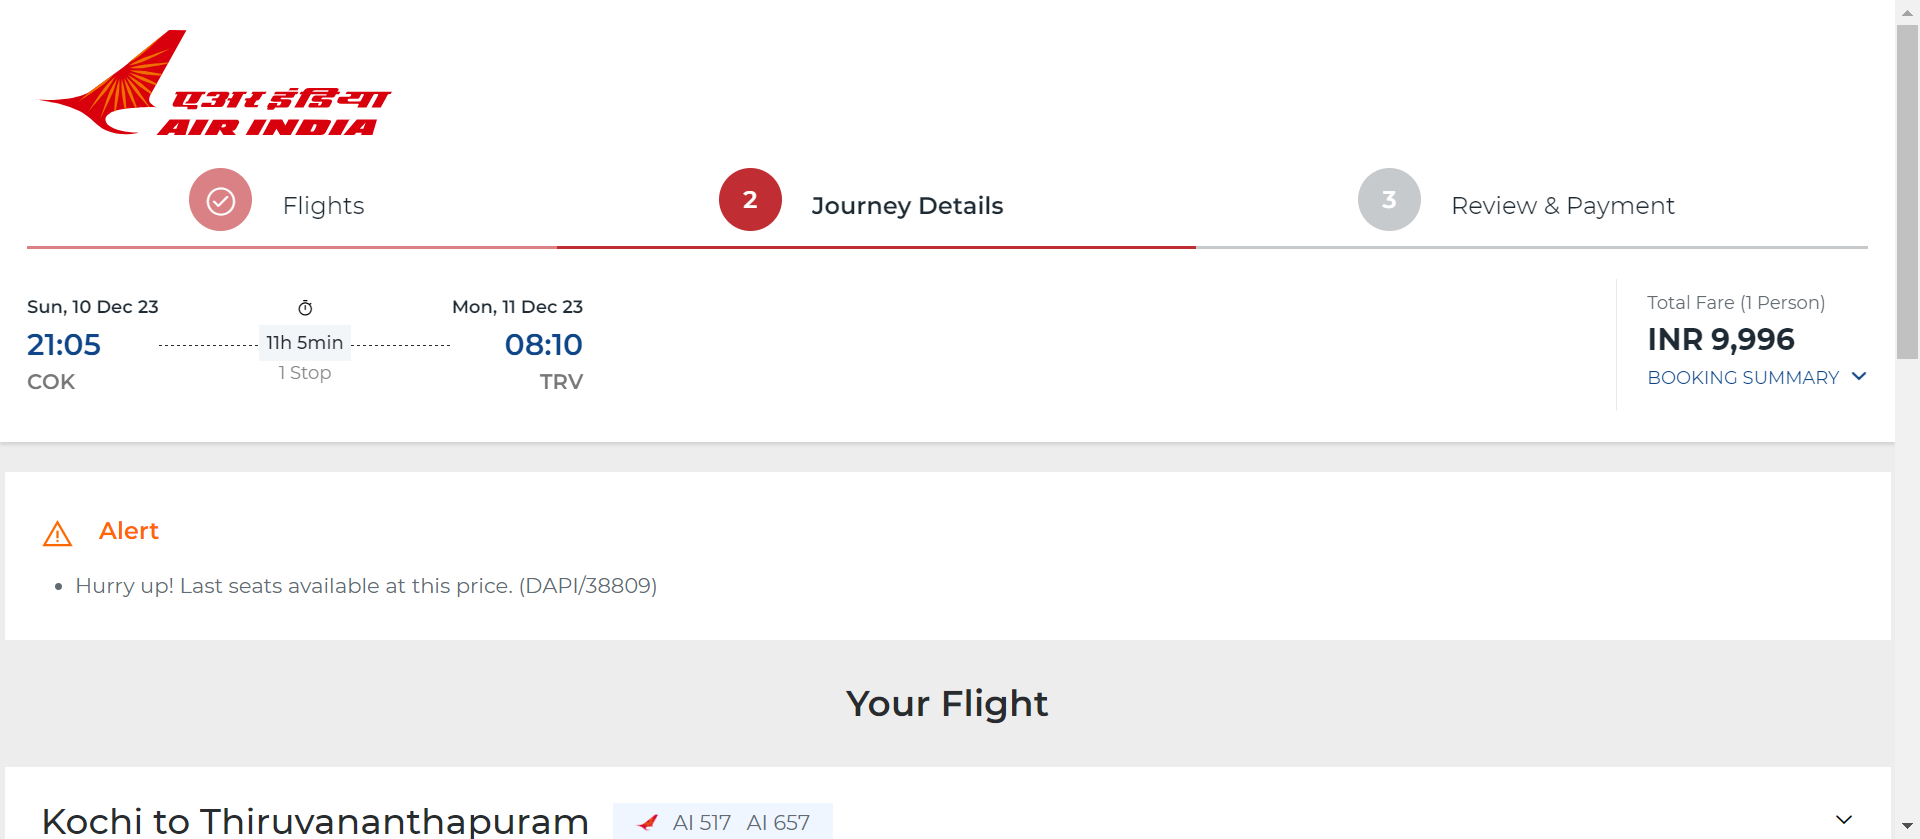 एअर इंडिया
AIR INDIA
Flights
2 Journey Details
3 Review & Payment
Sun, 10 Dec 23
Mon, 11 Dec 23
21:05
11h 5min
08:10
COK
1 Stop
TRV
Total Fare (1 Person)
INR 9,996
BOOKING SUMMARY
Alert
• Hurry up! Last seats available at this price. (DAPI/38809)
Your Flight
Kochi to Thiruvananthapuram AI 517 AI 657